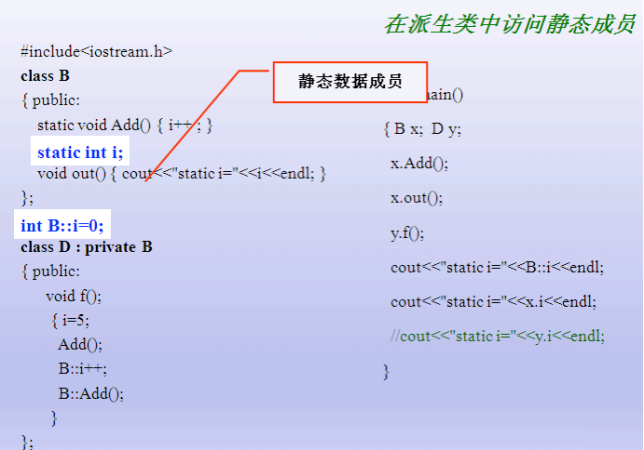 在派生类中访问静态成员
#include<iostream.h>
class B
{ public:
static void Add() { i++ ; }
static int i;
void out() { cout<<"static i="<<i<<endl; }
};
int B::i=0;
class D : private B
{ public:
void f();
{ i=5;
Add();
B::i++;
B::Add();
}
};
静态数据成员
ain()
{ B x; D y;
x.Add();
x.out();
y.f();
cout<<"static i="<<B::i<<endl;
cout<<"static i="<<x.i<<endl;
//cout<<"static i="<<y.i<<endl;
}